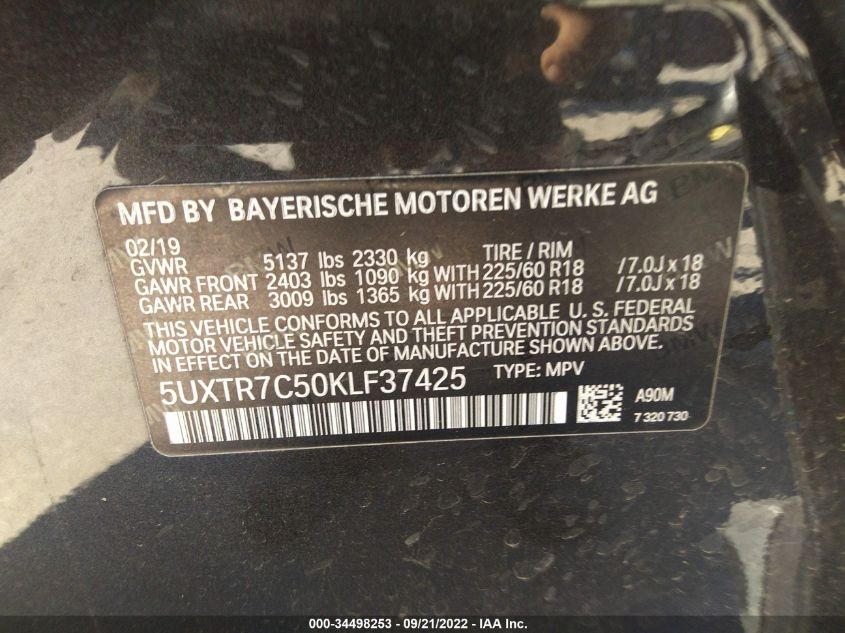 MFD BY BAYERISCHE MOTOREN WERKE AG
02/19 TIRE / RIM
GVWR 5137 lbs 2330 kg
GAWR FRONT 2403 lbs 1090 kg WITH 225/60 R18 /7.0J x 18
GAWR REAR 3009 lbs 1365 kg WITH 225/60 R18 /7.0J x 18
THIS VEHICLE CONFORMS TO ALL APPLICABLE U. S. FEDERAL
MOTOR VEHICLE SAFETY AND THEFT PREVENTION STANDARDS
IN EFFECT ON THE DATE OF MANUFACTURE SHOWN ABOVE.
5UXTR7C50KLF37425 TYPE: MPV
A90M
7 320 730
000-34498253 - 09/21/2022 - IAA Inc.